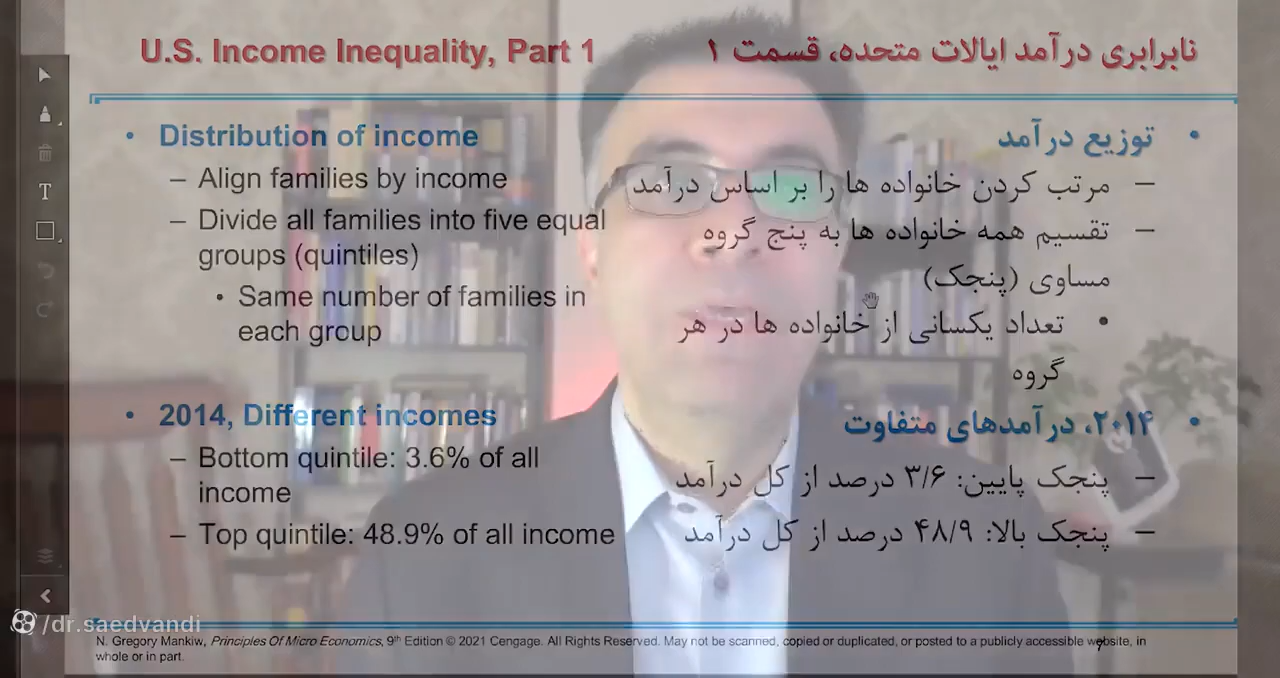 U.S. Income Inequality, Part 1
• Distribution of income
– Align families by income
– Divide all families into five equal
groups (quintiles)
• Same number of families in
each group
• 2014, Different incomes
– Bottom quintile: 3.6% of all
income
– Top quintile: 48.9% of all income
نابرابری درآمد ایالات متحده، قسمت ۱
• توزیع درآمد
– مرتب کردن خانواده ها را بر اساس درآمد
– تقسیم همه خانواده ها به پنج گروه
مساوی (پنجک)
• تعداد یکسانی از خانواده ها در هر
گروه
• ۲۰۱۴، درآمدهای متفاوت
– پنجک پایین: ۳/۶ درصد از کل درآمد
– پنجک بالا: ۴۸/۹ درصد از کل درآمد
/dr.saedvandi
N. Gregory Mankiw, Principles Of Micro Economics, 9th Edition © 2021 Cengage. All Rights Reserved. May not be scanned, copied or duplicated, or posted to a publicly accessible website, in
whole or in part.